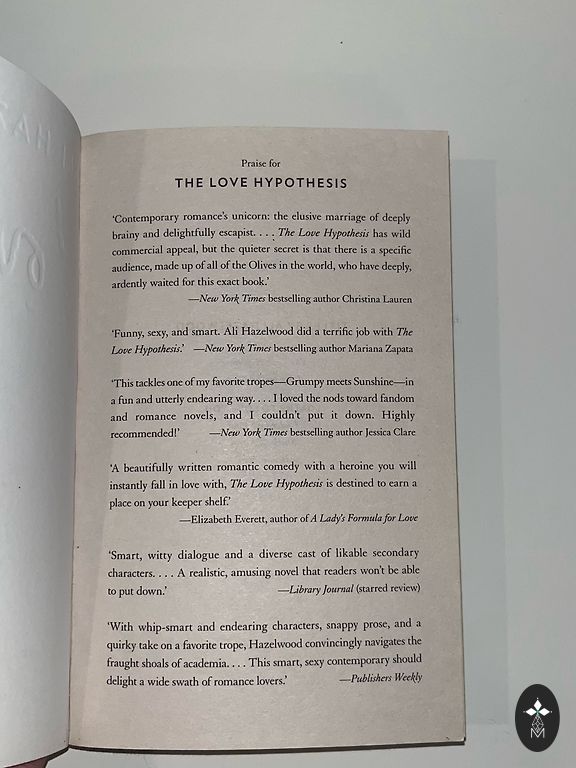 Praise for
THE LOVE HYPOTHESIS
‘Contemporary romance’s unicorn: the elusive marriage of deeply
brainy and delightfully escapist. . . . The Love Hypothesis has wild
commercial appeal, but the quieter secret is that there is a specific
audience, made up of all of the Olives in the world, who have deeply,
ardently waited for this exact book.’
—New York Times bestselling author Christina Lauren
‘Funny, sexy, and smart. Ali Hazelwood did a terrific job with The
Love Hypothesis.’ —New York Times bestselling author Mariana Zapata
‘This tackles one of my favorite tropes—Grumpy meets Sunshine—in
a fun and utterly endearing way. . . . I loved the nods toward fandom
and romance novels, and I couldn’t put it down. Highly
recommended!’ —New York Times bestselling author Jessica Clare
‘A beautifully written romantic comedy with a heroine you will
instantly fall in love with, The Love Hypothesis is destined to earn a
place on your keeper shelf.’
—Elizabeth Everett, author of A Lady’s Formula for Love
‘Smart, witty dialogue and a diverse cast of likable secondary
characters. . . . A realistic, amusing novel that readers won’t be able
to put down.’ —Library Journal (starred review)
‘With whip-smart and endearing characters, snappy prose, and a
quirky take on a favorite trope, Hazelwood convincingly navigates the
fraught shoals of academia. . . . This smart, sexy contemporary should
delight a wide swath of romance lovers.’ —Publishers Weekly